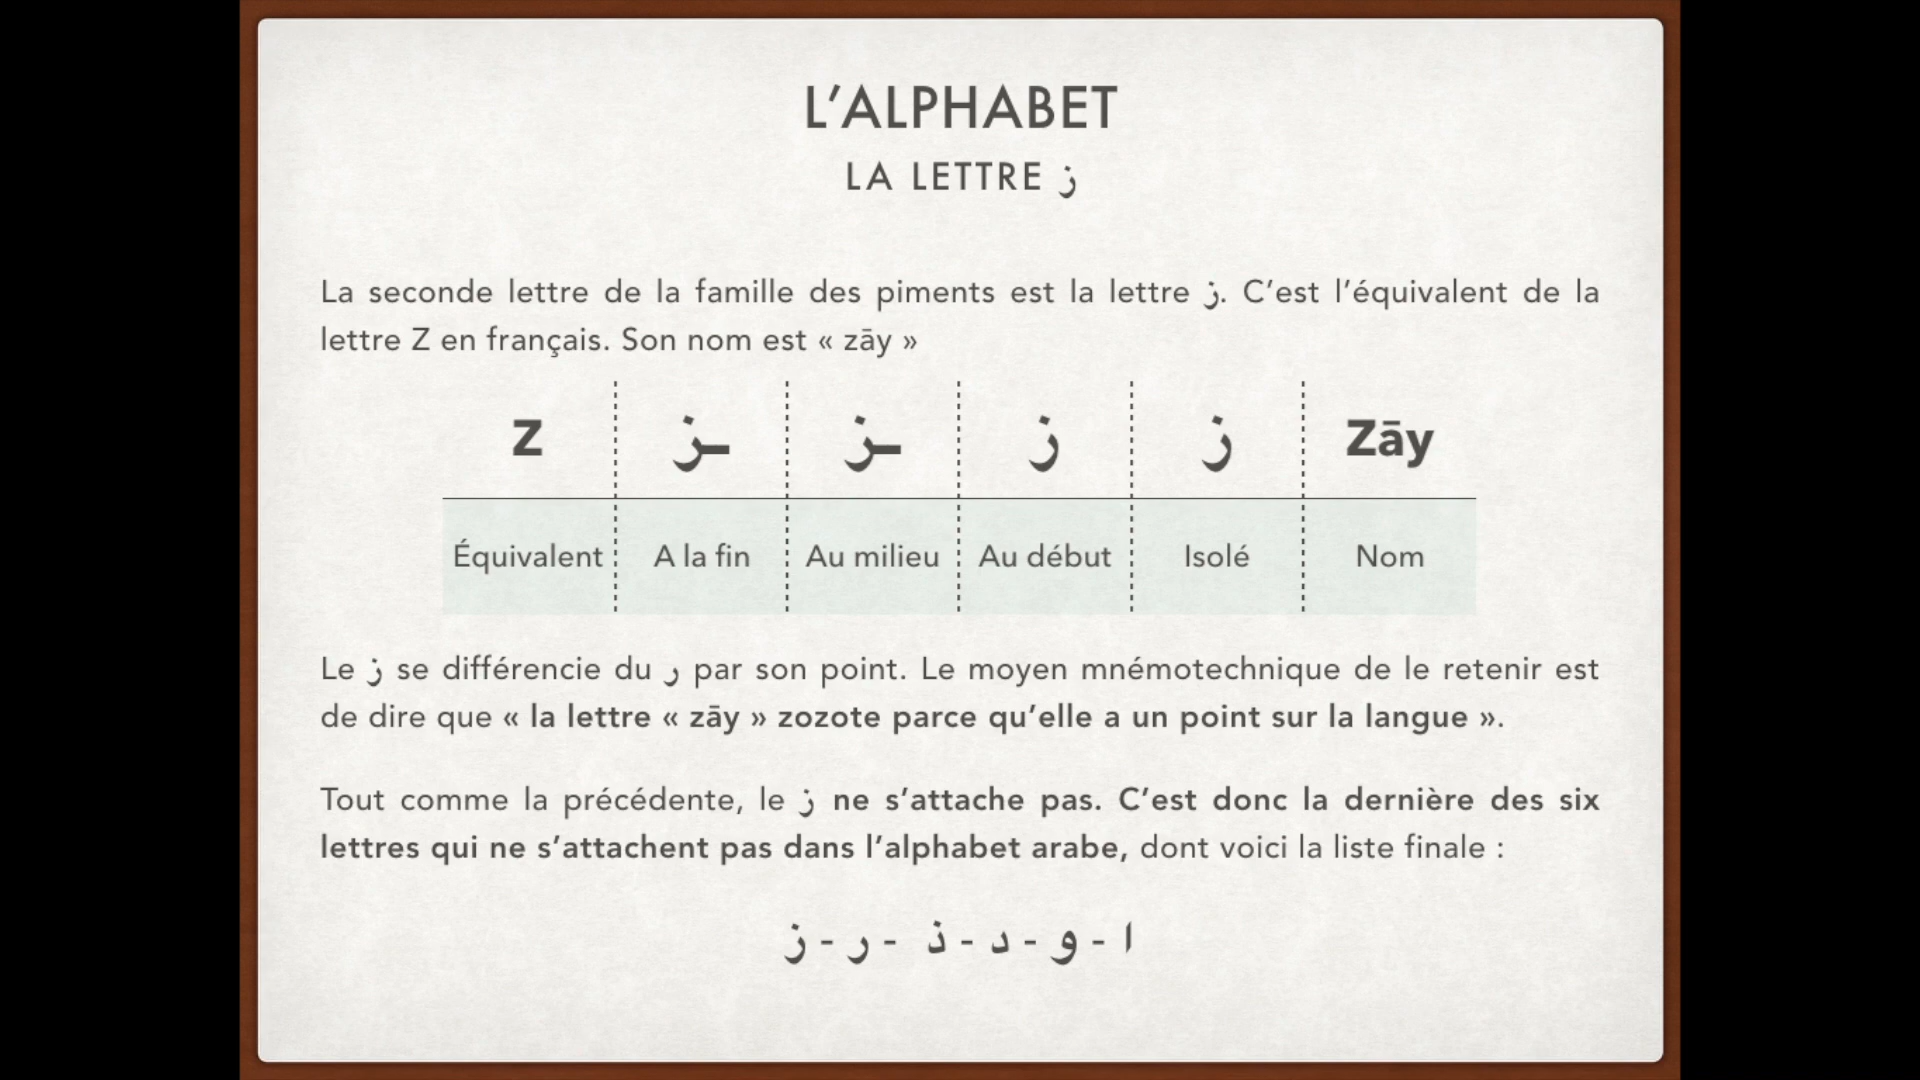 L’ALPHABET
LA LETTRE ز
La seconde lettre de la famille des piments est la lettre ز. C’est l’équivalent de la
lettre Z en français. Son nom est « zāy »
Z ـز ـز ز ز Zāy
Équivalent A la fin Au milieu Au début Isolé Nom
Le ز se différencie du ر par son point. Le moyen mnémotechnique de le retenir est
de dire que « la lettre « zāy » zozote parce qu’elle a un point sur la langue ».
Tout comme la précédente, le ز ne s’attache pas. C’est donc la dernière des six
lettres qui ne s’attachent pas dans l’alphabet arabe, dont voici la liste finale :
ا - و - د - ذ - ر - ز